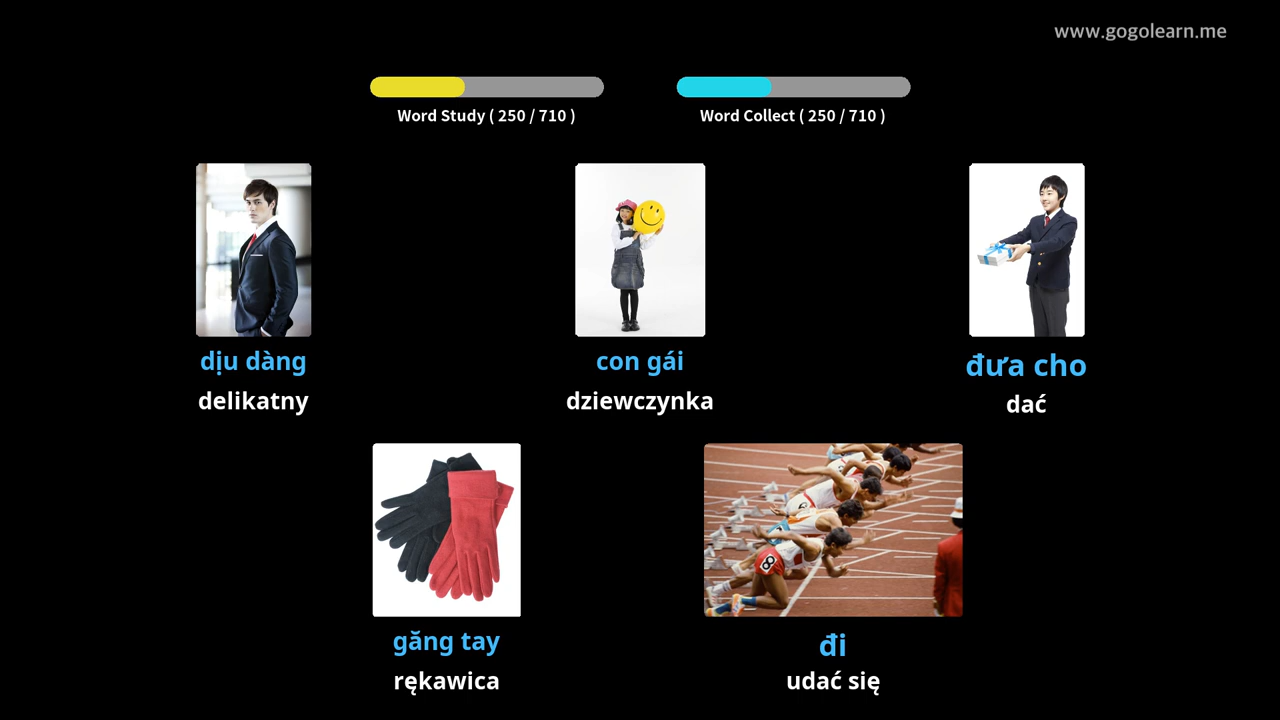 www.gogolearn.me
Word Study ( 250 / 710 )
Word Collect ( 250 / 710 )
dịu dàng
delikatny
con gái
dziewczynka
đưa cho
dać
găng tay
rękawica
đi
udać się